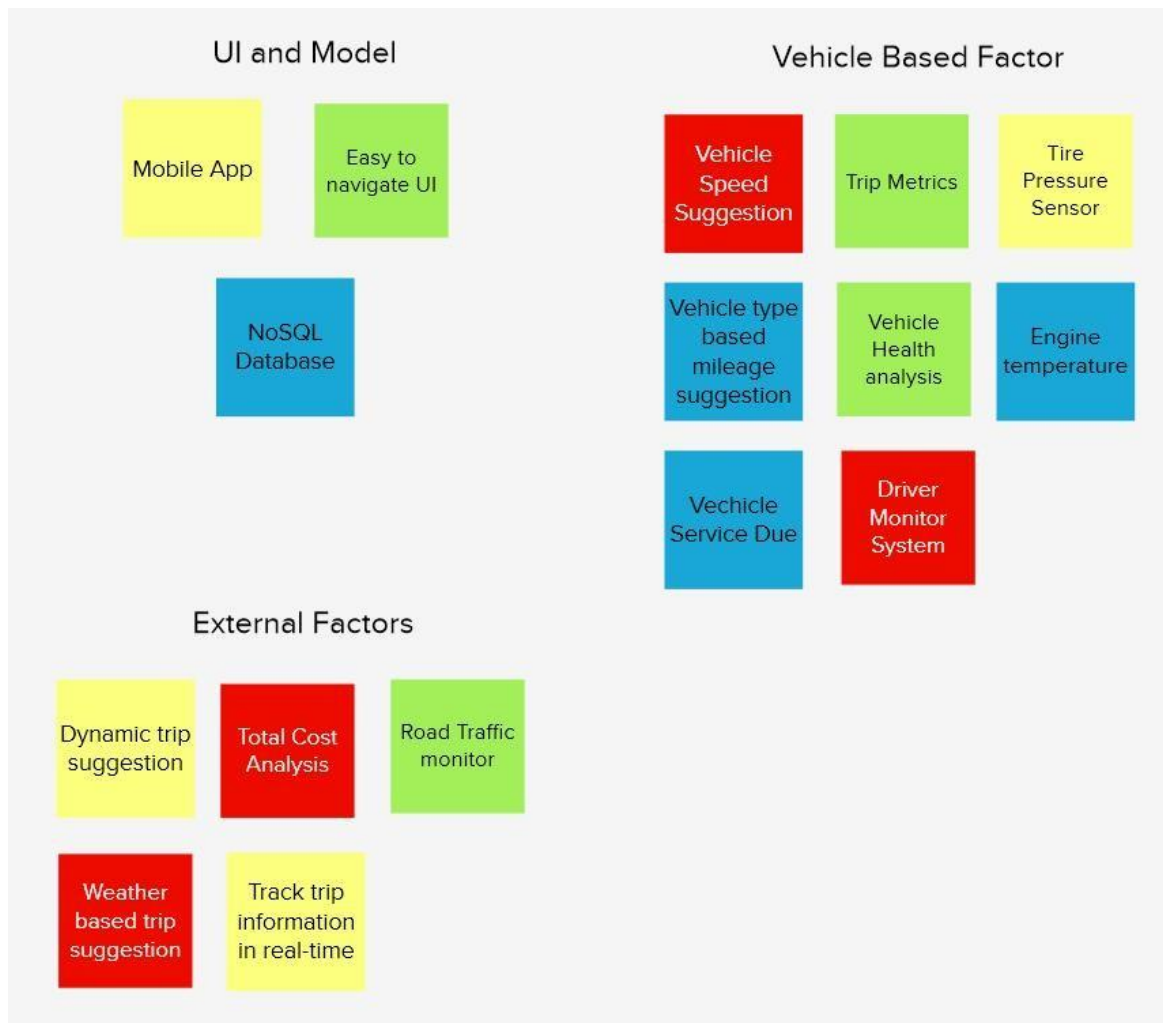 UI and Model
Mobile App
Easy to
navigate UI
NoSQL
Database
Vehicle Based Factor
Vehicle
Speed
Suggestion
Trip Metrics
Tire
Pressure
Sensor
Vehicle type
based
mileage
suggestion
Vehicle
Health
analysis
Engine
temperature
Vechicle
Service Due
Driver
Monitor
System
External Factors
Dynamic trip
suggestion
Total Cost
Analysis
Road Traffic
monitor
Weather
based trip
suggestion
Track trip
information
in real-time